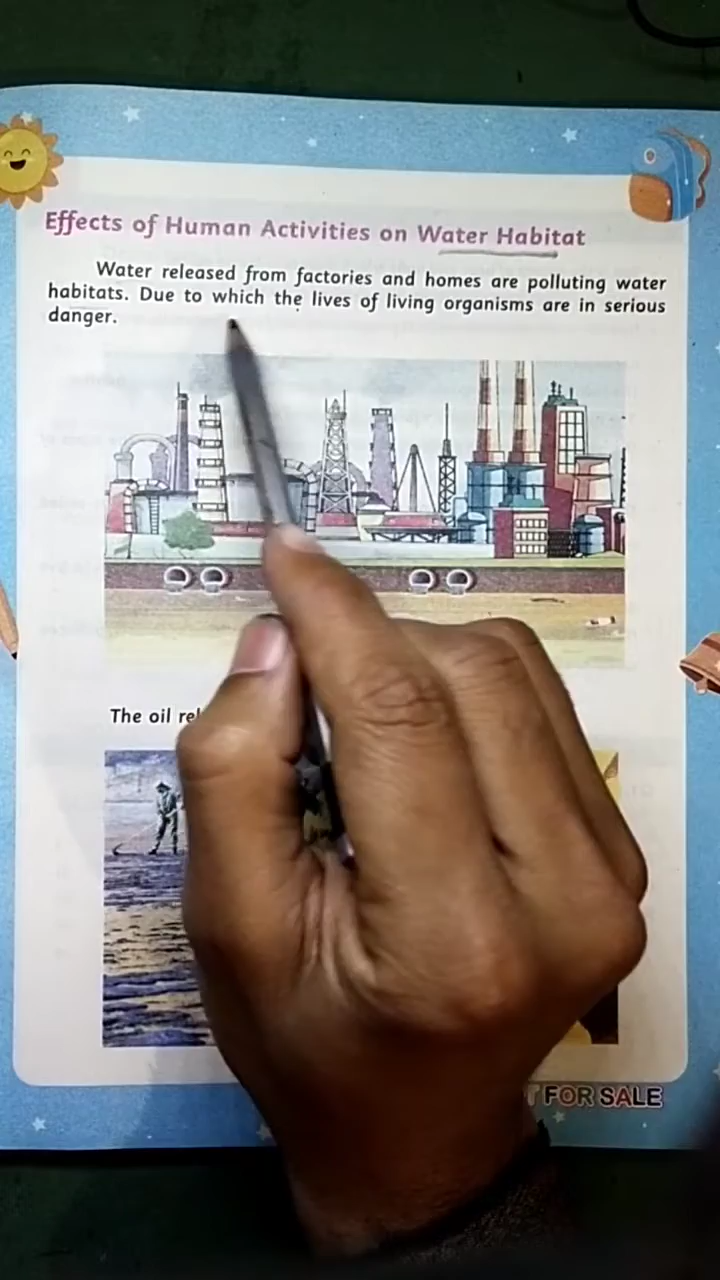 Effects of Human Activities on Water Habitat
Water released from factories and homes are polluting water
habitats. Due to which the lives of living organisms are in serious
danger.
The oil
FOR SALE